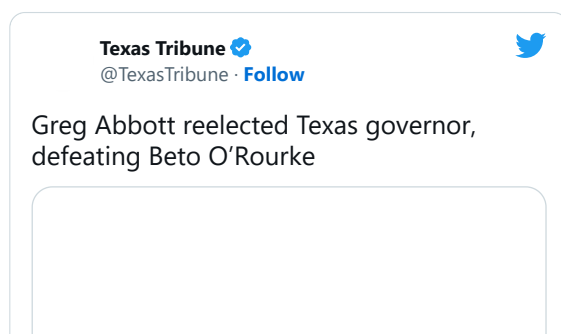 Texas Tribune
@TexasTribune · Follow
Greg Abbott reelected Texas governor,
defeating Beto O’Rourke